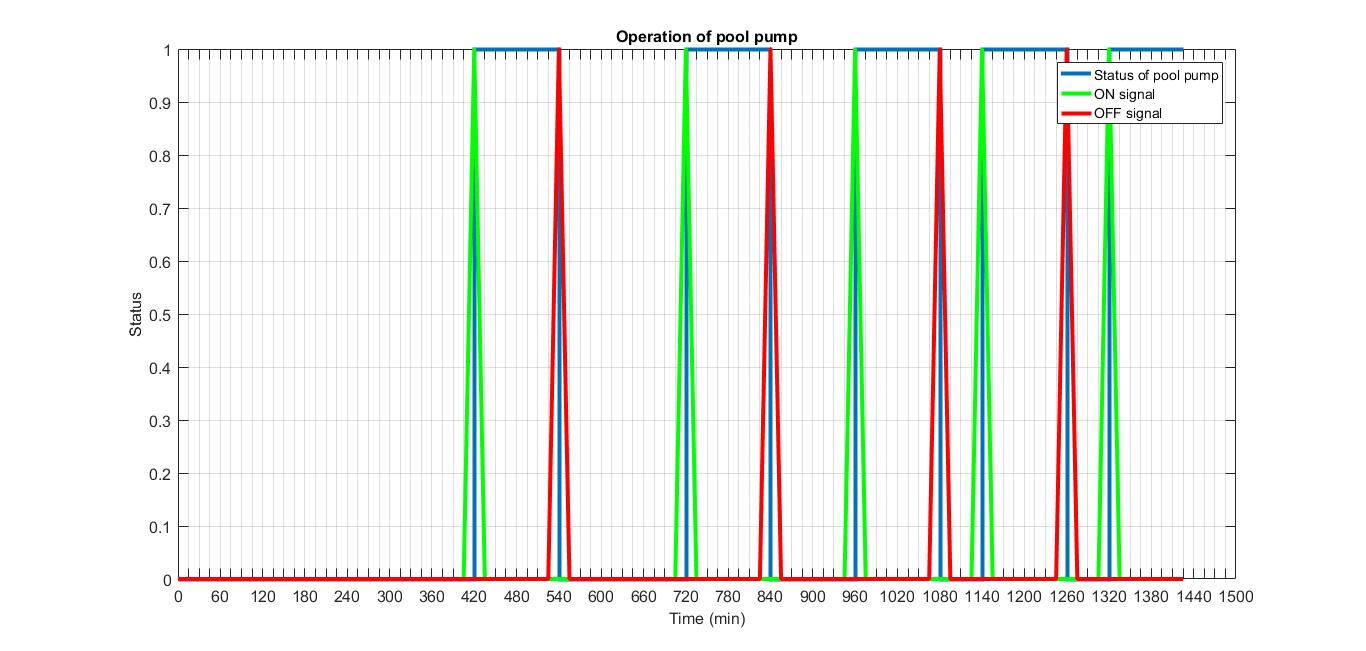 Operation of pool pump
1
0.9
0.8
0.7
0.6
0.5
0.4
0.3
0.2
0.1
0
Status
Status of pool pump
ON signal
OFF signal
0 60 120 180 240 300 360 420 480 540 600 660 720 780 840 900 960 1020 1080 1140 1200 1260 1320 1380 1440 1500
Time (min)